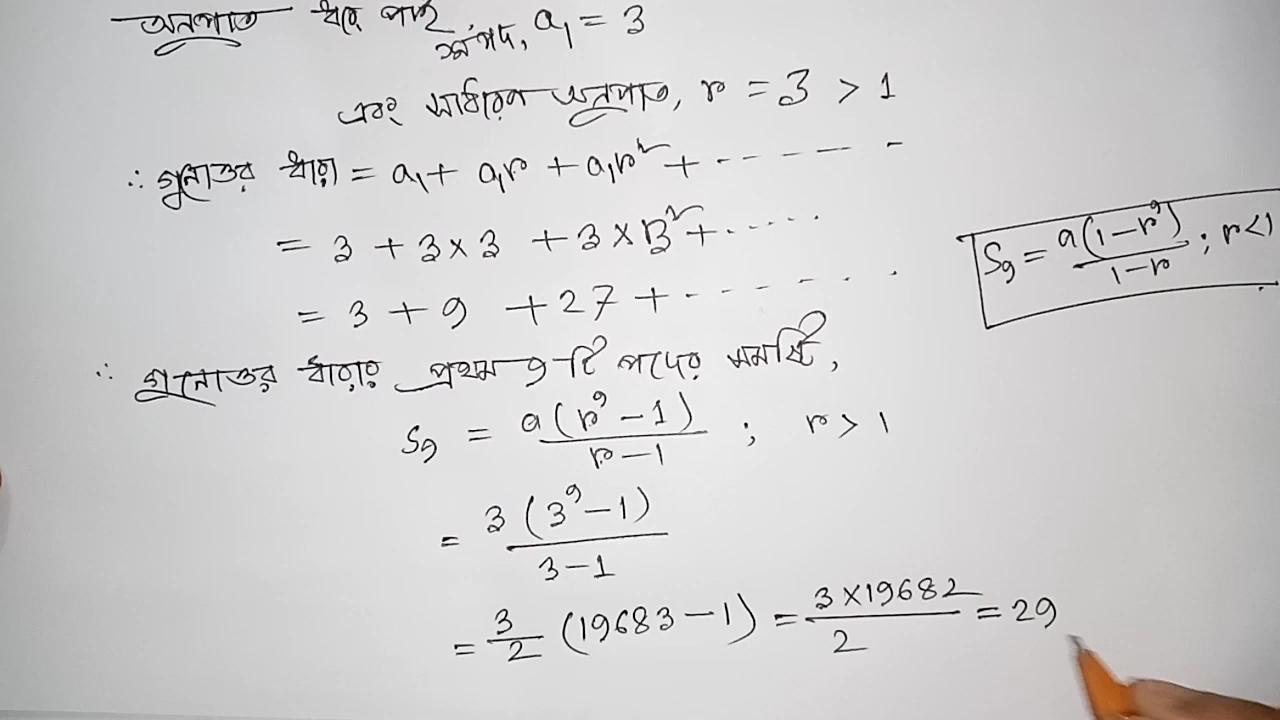 অনুপাত ধরে পাই, ১ম পদ, a₁ = 3
এবং সাধারণ অনুপাত, r = 3 > 1
∴ গুনোত্তর ধারা = a₁ + a₁r + a₁r² + - - - - - -
= 3 + 3×3 + 3×3² + . . . . .
= 3 + 9 + 27 + - - - - - -
S₉ = a(1-r⁹)/1-r ; r<1
∴ গুনোত্তর ধারার প্রথম 9-টি পদের সমষ্টি,
S₉ = a(r⁹-1)/r-1 ; r > 1
= 3(3⁹-1)/3-1
= 3/2 (19683-1) = 3×19682/2 = 29